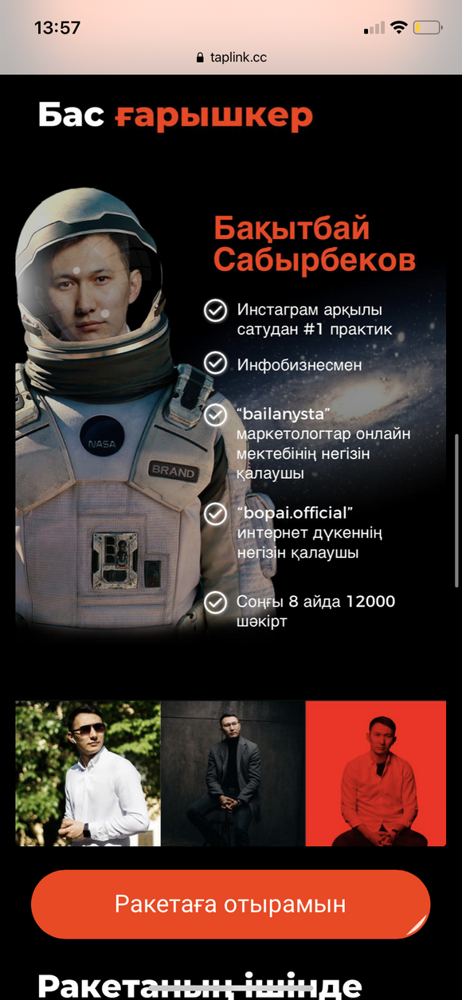 13:57
taplink.cc
Бас ғарышкер
Бақытбай
Сабырбеков
Инстаграм арқылы
сатудан #1 практик
Инфобизнесмен
“bailanysta”
маркетологтар онлайн
мектебінің негізін
қалаушы
“bopai.official”
интернет дүкеннің
негізін қалаушы
Соңғы 8 айда 12000
шәкірт
NASA
BRAND
Ракетаға отырамын
Ракетаның ішінде